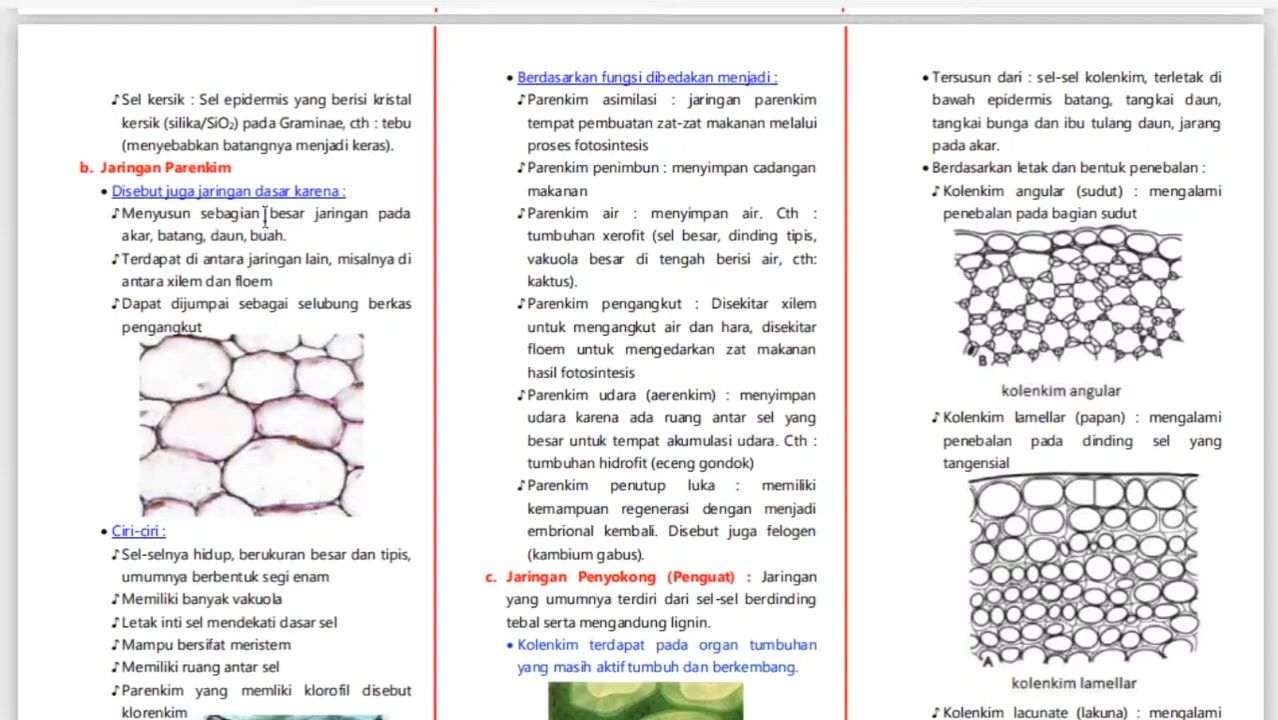 ♪Sel kersik : Sel epidermis yang berisi kristal
kersik (silika/SiO₂) pada Graminae, cth : tebu
(menyebabkan batangnya menjadi keras).
b. Jaringan Parenkim
• Disebut juga jaringan dasar karena :
♪Menyusun sebagian besar jaringan pada
akar, batang, daun, buah.
♪Terdapat di antara jaringan lain, misalnya di
antara xilem dan floem
♪Dapat dijumpai sebagai selubung berkas
pengangkut
• Ciri-ciri :
♪Sel-selnya hidup, berukuran besar dan tipis,
umumnya berbentuk segi enam
♪Memiliki banyak vakuola
♪Letak inti sel mendekati dasar sel
♪Mampu bersifat meristem
♪Memiliki ruang antar sel
♪Parenkim yang memliki klorofil disebut
klorenkim
• Berdasarkan fungsi dibedakan menjadi :
♪Parenkim asimilasi : jaringan parenkim
tempat pembuatan zat-zat makanan melalui
proses fotosintesis
♪Parenkim penimbun : menyimpan cadangan
makanan
♪Parenkim air : menyimpan air. Cth :
tumbuhan xerofit (sel besar, dinding tipis,
vakuola besar di tengah berisi air, cth:
kaktus).
♪Parenkim pengangkut : Disekitar xilem
untuk mengangkut air dan hara, disekitar
floem untuk mengedarkan zat makanan
hasil fotosintesis
♪Parenkim udara (aerenkim) : menyimpan
udara karena ada ruang antar sel yang
besar untuk tempat akumulasi udara. Cth :
tumbuhan hidrofit (eceng gondok)
♪Parenkim penutup luka : memiliki
kemampuan regenerasi dengan menjadi
embrional kembali. Disebut juga felogen
(kambium gabus).
c. Jaringan Penyokong (Penguat) : Jaringan
yang umumnya terdiri dari sel-sel berdinding
tebal serta mengandung lignin.
• Kolenkim terdapat pada organ tumbuhan
yang masih aktif tumbuh dan berkembang.
• Tersusun dari : sel-sel kolenkim, terletak di
bawah epidermis batang, tangkai daun,
tangkai bunga dan ibu tulang daun, jarang
pada akar.
• Berdasarkan letak dan bentuk penebalan :
♪Kolenkim angular (sudut) : mengalami
penebalan pada bagian sudut
B
kolenkim angular
♪Kolenkim lamellar (papan) : mengalami
penebalan pada dinding sel yang
tangensial
A
kolenkim lamellar
♪Kolenkim lacunate (lakuna) : mengalami